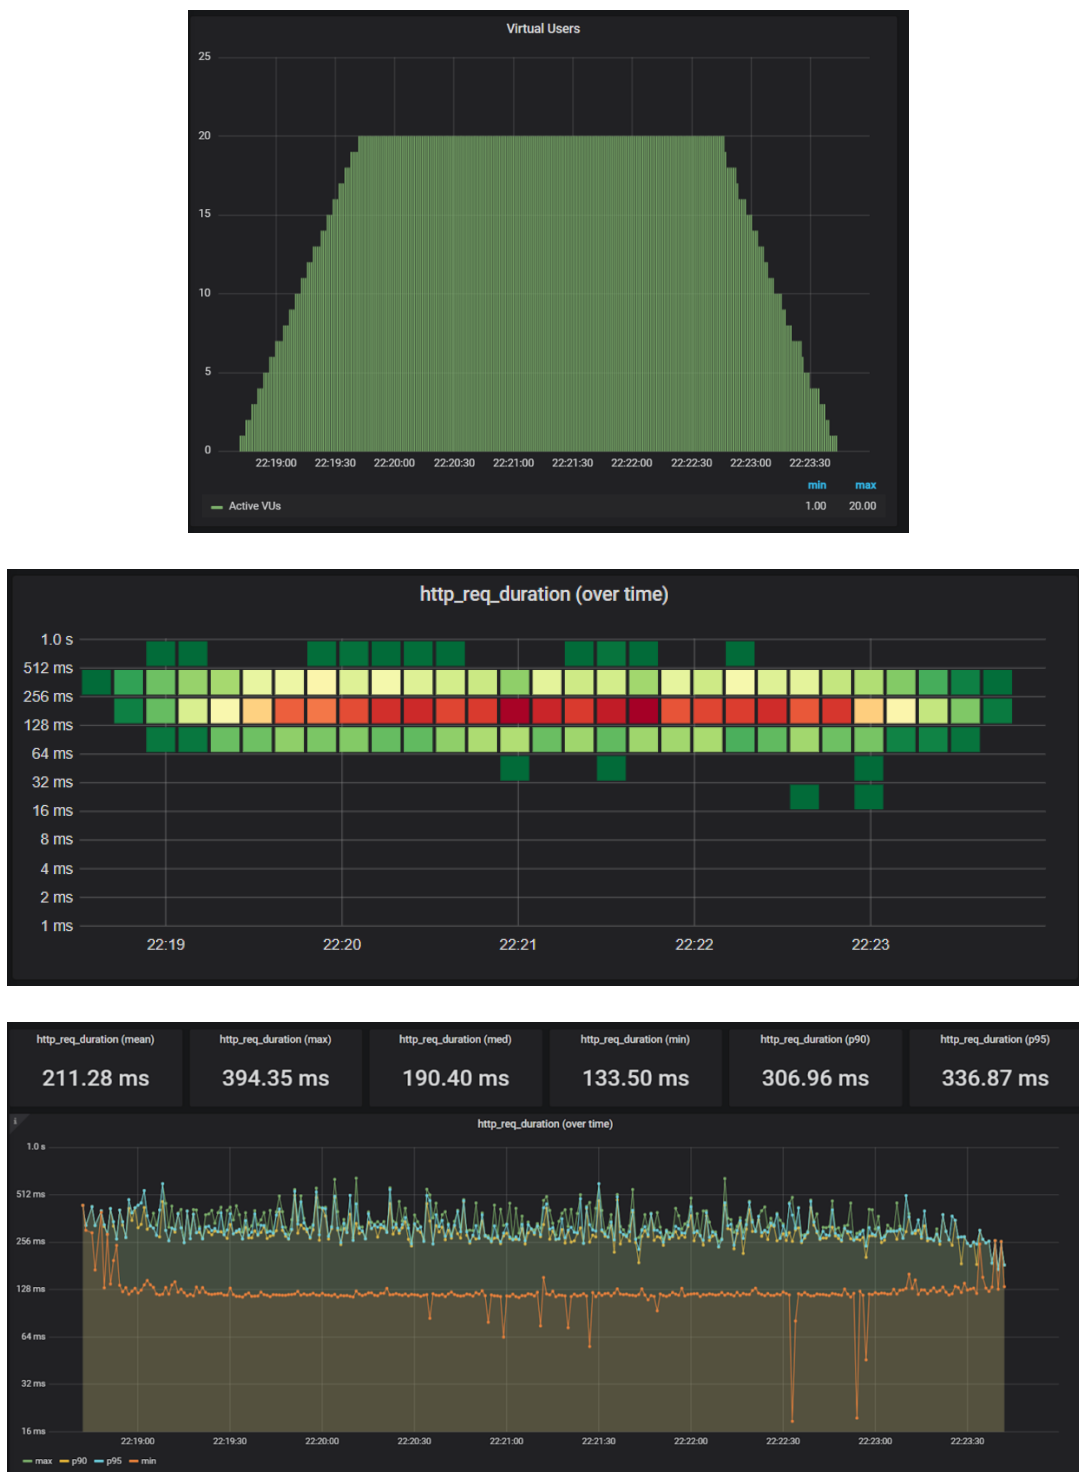 Virtual Users
25
20
15
10
5
0
22:19:00 22:19:30 22:20:00 22:20:30 22:21:00 22:21:30 22:22:00 22:22:30 22:23:00 22:23:30
min max
Active VUs 1.00 20.00
http_req_duration (over time)
1.0 s
512 ms
256 ms
128 ms
64 ms
32 ms
16 ms
8 ms
4 ms
2 ms
1 ms
22:19 22:20 22:21 22:22 22:23
http_req_duration (mean) http_req_duration (max) http_req_duration (med) http_req_duration (min) http_req_duration (p90) http_req_duration (p95)
211.28 ms 394.35 ms 190.40 ms 133.50 ms 306.96 ms 336.87 ms
i
http_req_duration (over time)
1.0 s
512 ms
256 ms
128 ms
64 ms
32 ms
16 ms
22:19:00 22:19:30 22:20:00 22:20:30 22:21:00 22:21:30 22:22:00 22:22:30 22:23:00 22:23:30
max p90 p95 min